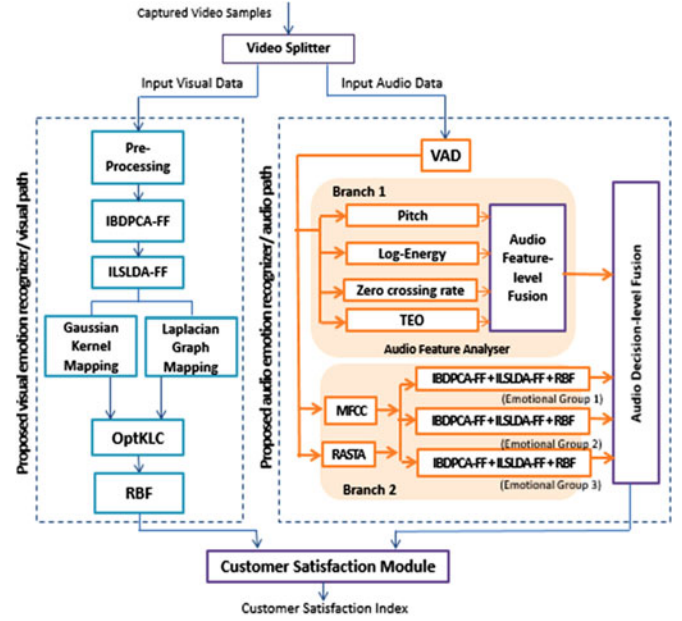 Captured Video Samples
Video Splitter
Input Visual Data
Input Audio Data
Proposed visual emotion recognizer/ visual path
Pre-
Processing
IBDPCA-FF
ILSLDA-FF
Gaussian
Kernel
Mapping
Laplacian
Graph
Mapping
OptKLC
RBF
Proposed audio emotion recognizer/ audio path
VAD
Branch 1
Pitch
Log-Energy
Zero crossing rate
TEO
Audio
Feature-
level
Fusion
Audio Feature Analyser
MFCC
RASTA
Branch 2
IBDPCA-FF + ILSLDA-FF + RBF
(Emotional Group 1)
IBDPCA-FF + ILSLDA-FF + RBF
(Emotional Group 2)
IBDPCA-FF + ILSLDA-FF + RBF
(Emotional Group 3)
Audio Decision-level Fusion
Customer Satisfaction Module
Customer Satisfaction Index